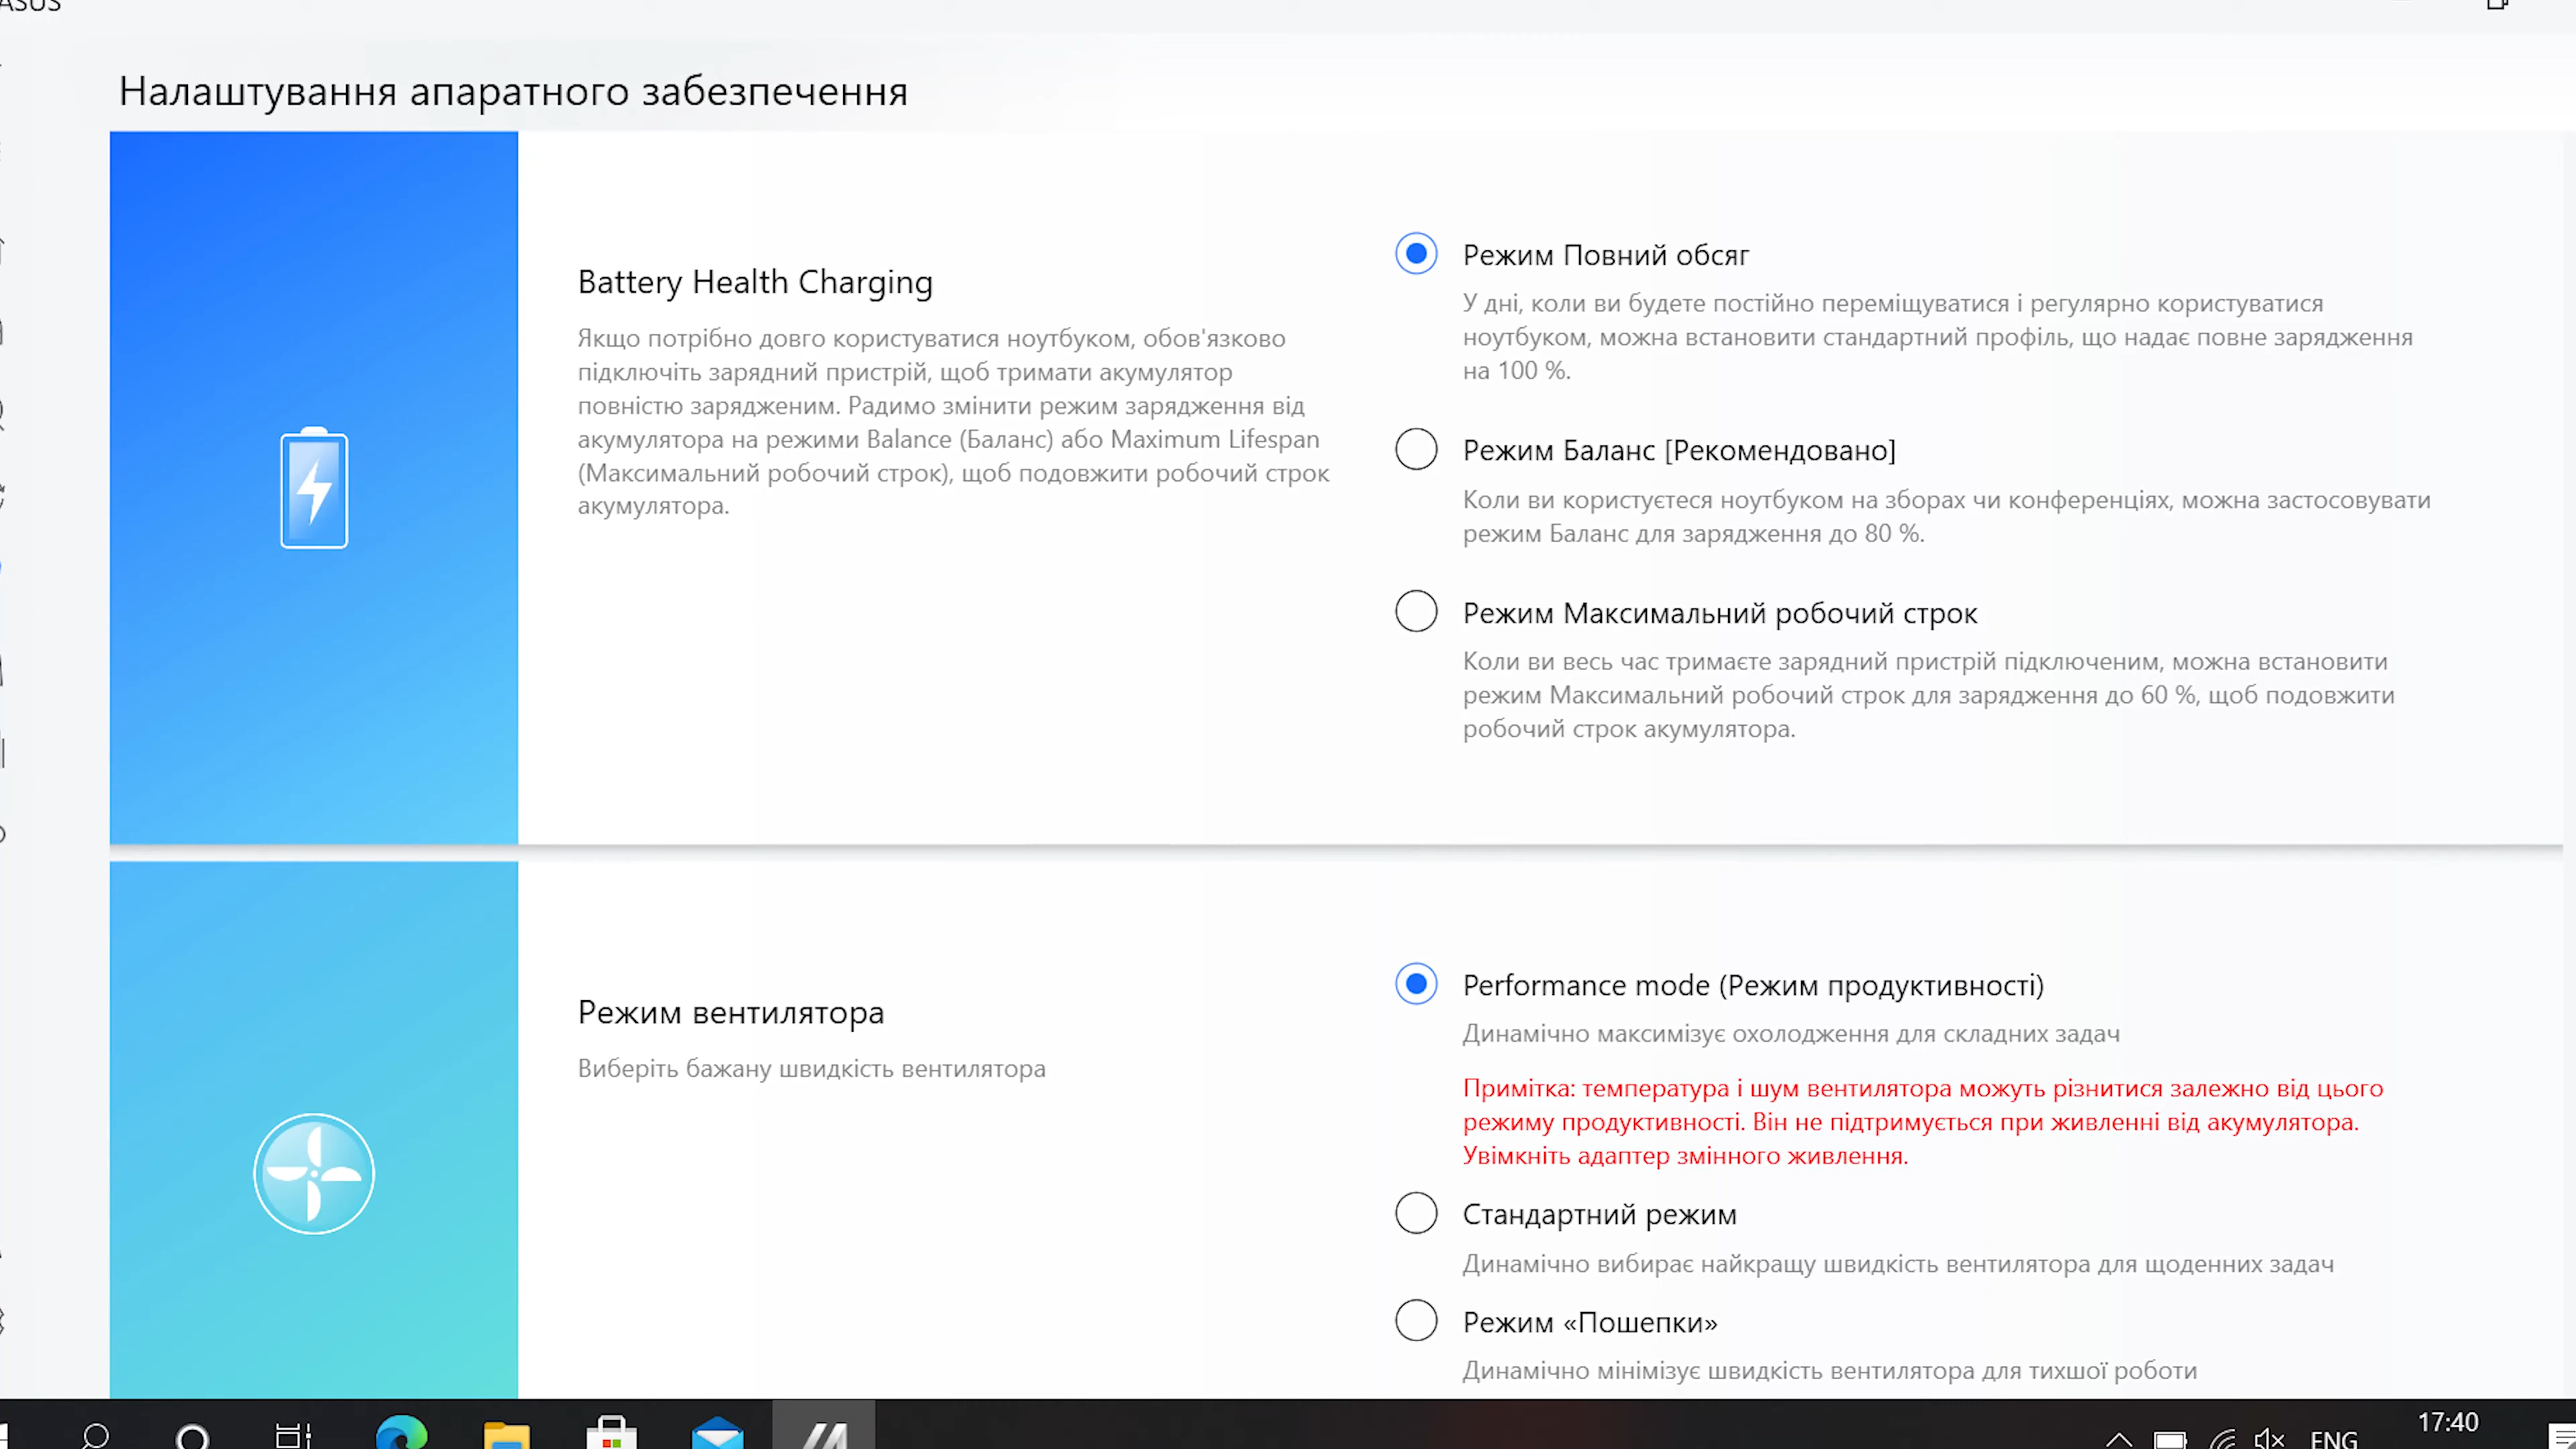 ASUS
Налаштування апаратного забезпечення
Battery Health Charging
Якщо потрібно довго користуватися ноутбуком, обов'язково
підключіть зарядний пристрій, щоб тримати акумулятор
повністю зарядженим. Радимо змінити режим зарядження від
акумулятора на режими Balance (Баланс) або Maximum Lifespan
(Максимальний робочий строк), щоб подовжити робочий строк
акумулятора.
Режим Повний обсяг
У дні, коли ви будете постійно переміщуватися і регулярно користуватися
ноутбуком, можна встановити стандартний профіль, що надає повне зарядження
на 100 %.
Режим Баланс [Рекомендовано]
Коли ви користуєтеся ноутбуком на зборах чи конференціях, можна застосовувати
режим Баланс для зарядження до 80 %.
Режим Максимальний робочий строк
Коли ви весь час тримаєте зарядний пристрій підключеним, можна встановити
режим Максимальний робочий строк для зарядження до 60 %, щоб подовжити
робочий строк акумулятора.
Режим вентилятора
Виберіть бажану швидкість вентилятора
Performance mode (Режим продуктивності)
Динамічно максимізує охолодження для складних задач
Примітка: температура і шум вентилятора можуть різнитися залежно від цього
режиму продуктивності. Він не підтримується при живленні від акумулятора.
Увімкніть адаптер змінного живлення.
Стандартний режим
Динамічно вибирає найкращу швидкість вентилятора для щоденних задач
Режим «Пошепки»
Динамічно мінімізує швидкість вентилятора для тихшої роботи
ENG
17:40